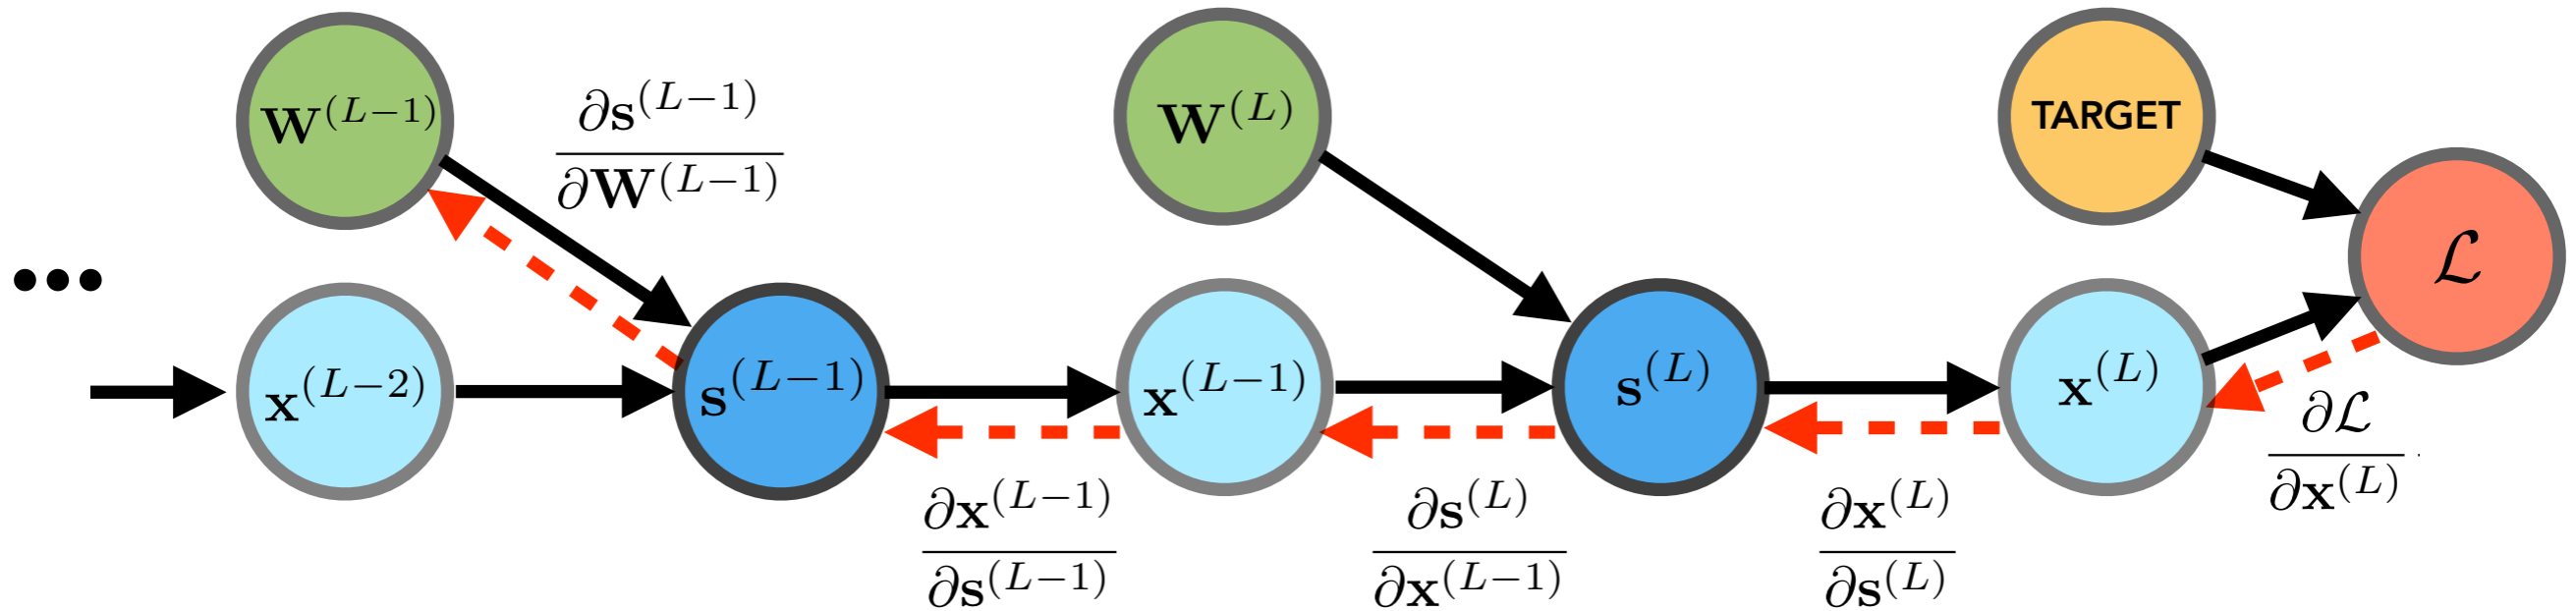 W^(L−1)
∂s^(L−1)
∂W^(L−1)
W^(L)
TARGET
ℒ
•••
x^(L−2)
s^(L−1)
x^(L−1)
s^(L)
x^(L)
∂x^(L−1)
∂s^(L−1)
∂s^(L)
∂x^(L−1)
∂x^(L)
∂s^(L)
∂ℒ
∂x^(L)